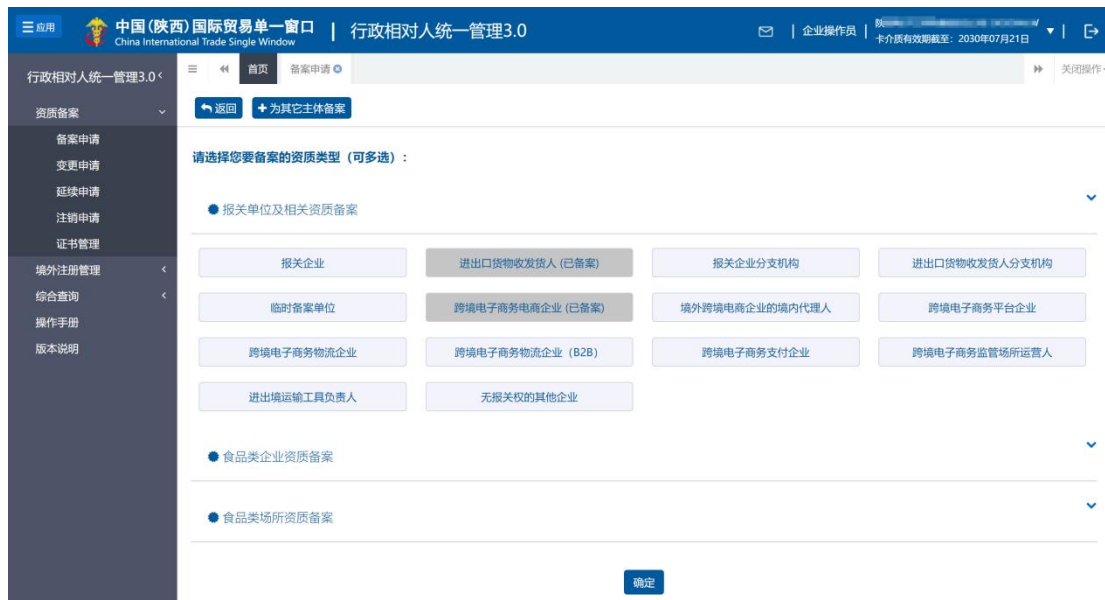 应用
中国(陕西)国际贸易单一窗口 | 行政相对人统一管理3.0
China International Trade Single Window
企业操作员
卡介质有效期截至：2030年07月21日
行政相对人统一管理3.0
首页
备案申请
关闭操作
资质备案
备案申请
变更申请
延续申请
注销申请
证书管理
境外注册管理
综合查询
操作手册
版本说明
返回
为其它主体备案
请选择您要备案的资质类型（可多选）：
报关单位及相关资质备案
报关企业
进出口货物收发货人 (已备案)
报关企业分支机构
进出口货物收发货人分支机构
临时备案单位
跨境电子商务电商企业 (已备案)
境外跨境电商企业的境内代理人
跨境电子商务平台企业
跨境电子商务物流企业
跨境电子商务物流企业（B2B）
跨境电子商务支付企业
跨境电子商务监管场所运营人
进出境运输工具负责人
无报关权的其他企业
食品类企业资质备案
食品类场所资质备案
确定